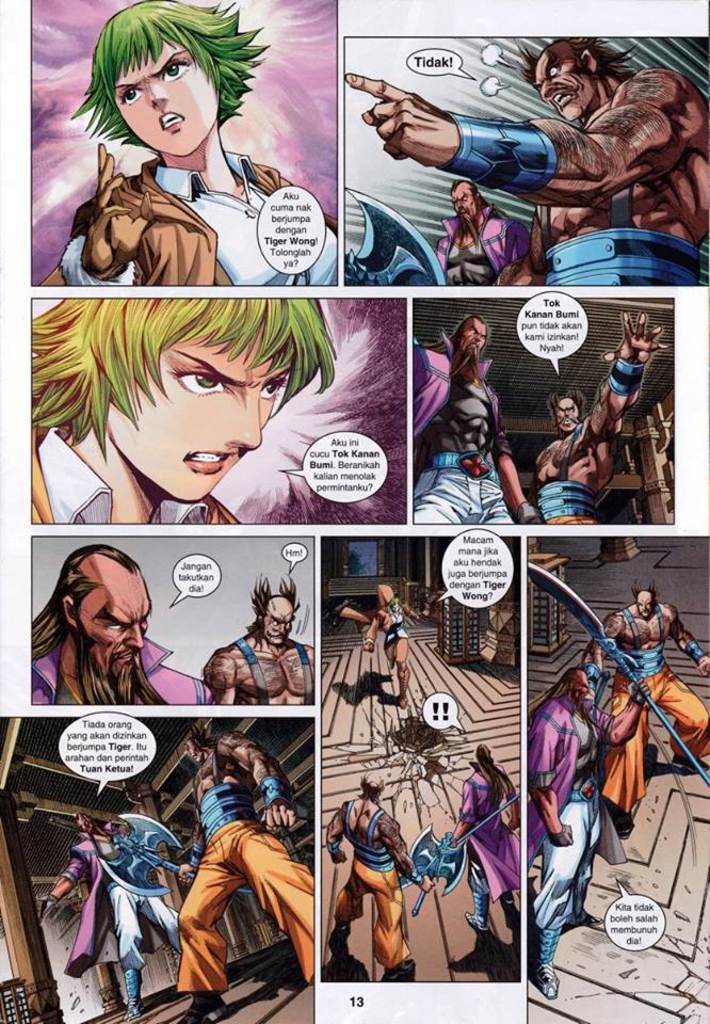 Aku
cuma nak
berjumpa
dengan
Tiger Wong!
Tolonglah
ya?
Tidak!
Aku ini
cucu Tok Kanan
Bumi. Beranikah
kalian menolak
permintanku?
Tok
Kanan Bumi
pun tidak akan
kami izinkan!
Nyah!
Jangan
takutkan
dia!
Hm!
Tiada orang
yang akan dizinkan
berjumpa Tiger. Itu
arahan dan perintah
Tuan Ketua!
Macam
mana jika
aku hendak
juga berjumpa
dengan Tiger
Wong?
!!
Kita tidak
boleh salah
membunuh
dia!
13